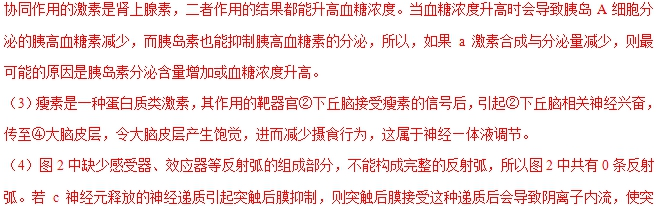 协同作用的激素是肾上腺素，二者作用的结果都能升高血糖浓度。当血糖浓度升高时会导致胰岛 A 细胞分
泌的胰高血糖素减少，而胰岛素也能抑制胰高血糖素的分泌，所以，如果 a 激素合成与分泌量减少，则最
可能的原因是胰岛素分泌含量增加或血糖浓度升高。
（3）瘦素是一种蛋白质类激素，其作用的靶器官②下丘脑接受瘦素的信号后，引起②下丘脑相关神经兴奋，
传至④大脑皮层，令大脑皮层产生饱觉，进而减少摄食行为，这属于神经一体液调节。
（4）图 2 中缺少感受器、效应器等反射弧的组成部分，不能构成完整的反射弧，所以图 2 中共有 0 条反射
弧。若 c 神经元释放的神经递质引起突触后膜抑制，则突触后膜接受这种递质后会导致阴离子内流，使突